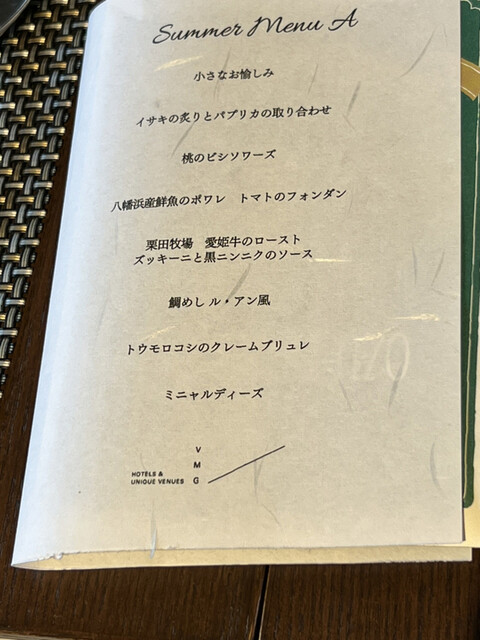 Summer Menu A
小さなお愉しみ
イサキの炙りとパプリカの取り合わせ
桃のビシソワーズ
八幡浜産鮮魚のポワレ　トマトのフォンダン
栗田牧場　愛姫牛のロースト
ズッキーニと黒ニンニクのソース
鯛めし ル・アン風
トウモロコシのクレームブリュレ
ミニャルディーズ
HOTELS &
UNIQUE VENUES
V
M
G